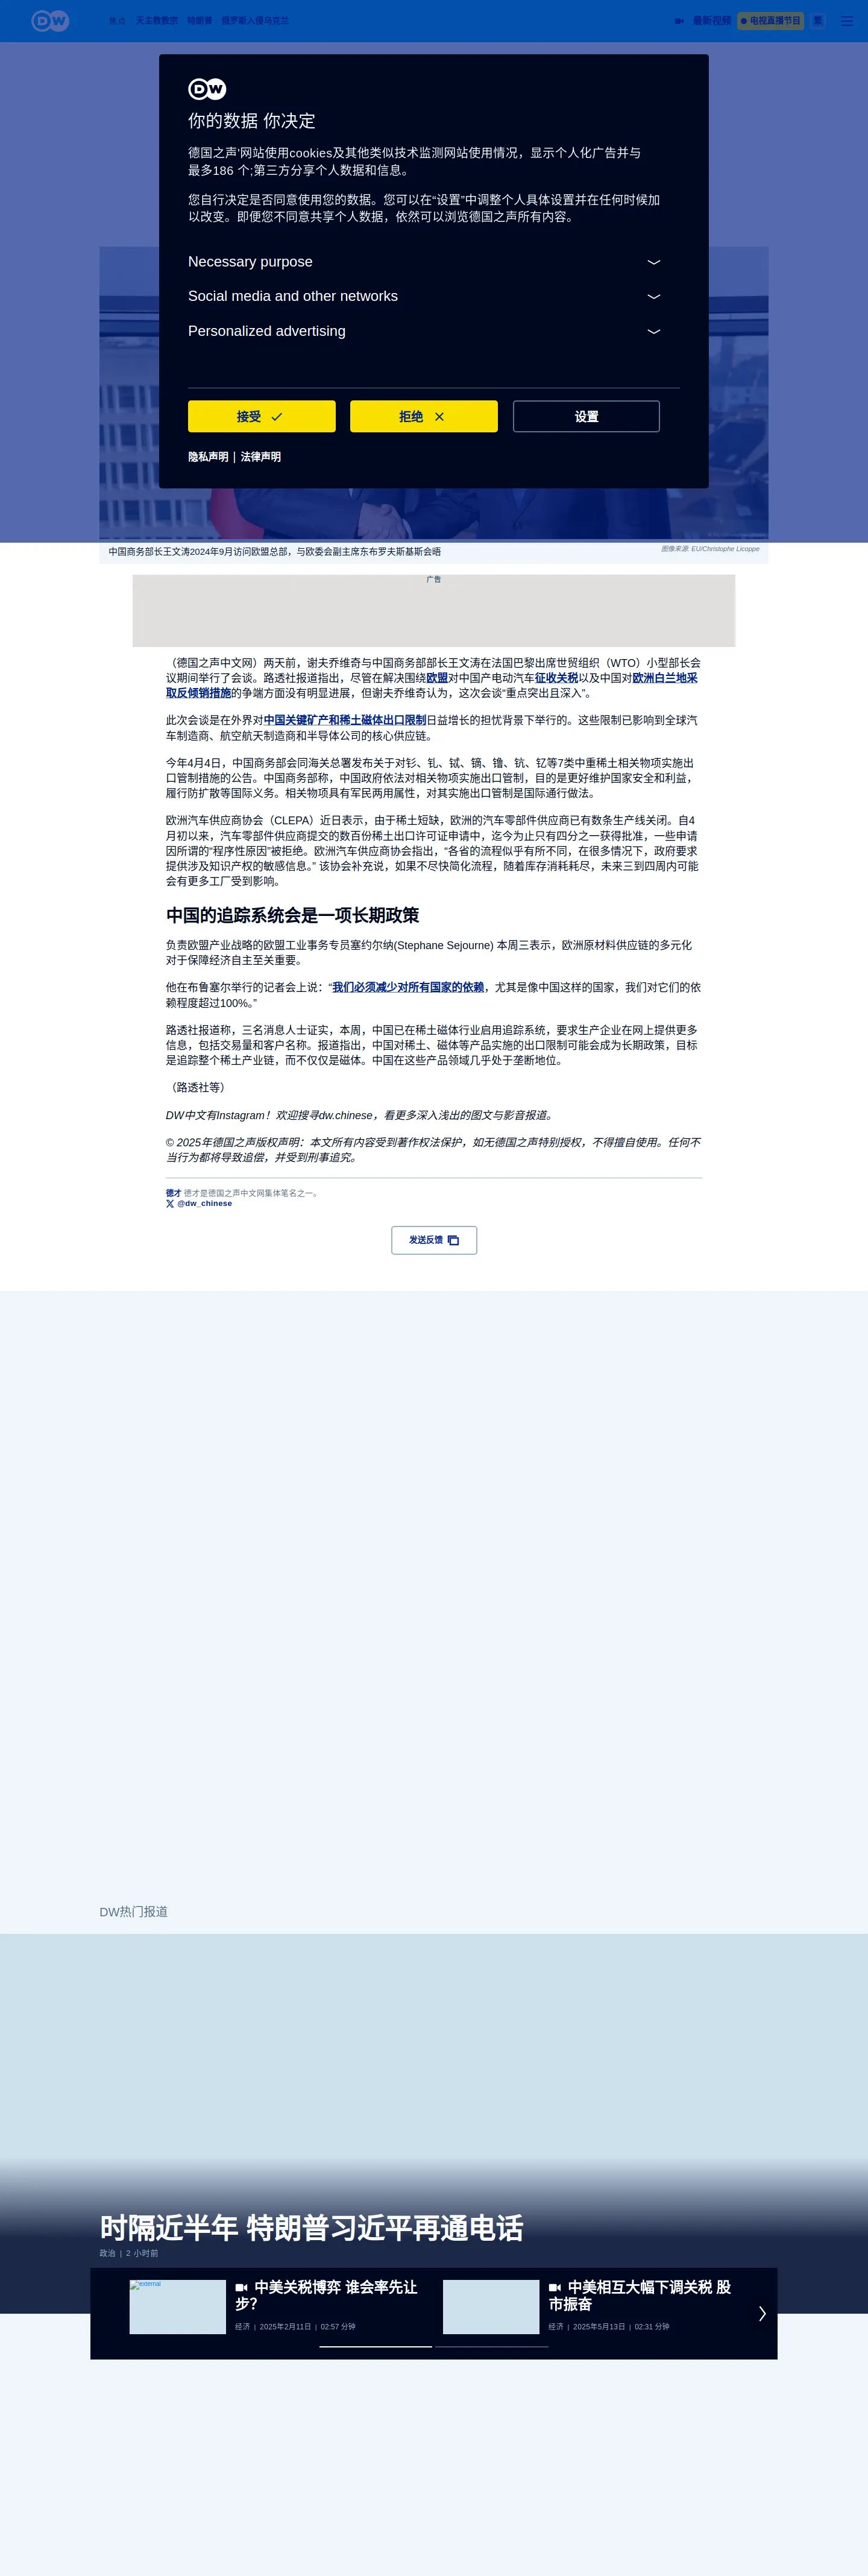 DW
焦点 天主教教宗 特朗普 俄罗斯入侵乌克兰
最新视频 电视直播节目 繁
DW
你的数据 你决定
德国之声'网站使用cookies及其他类似技术监测网站使用情况，显示个人化广告并与
最多186 个;第三方分享个人数据和信息。
您自行决定是否同意使用您的数据。您可以在“设置”中调整个人具体设置并在任何时候加
以改变。即便您不同意共享个人数据，依然可以浏览德国之声所有内容。
Necessary purpose
Social media and other networks
Personalized advertising
接受 拒绝 设置
隐私声明 | 法律声明
中国商务部长王文涛2024年9月访问欧盟总部，与欧委会副主席东布罗夫斯基斯会晤
图像来源: EU/Christophe Licoppe
广告
（德国之声中文网）两天前，谢夫乔维奇与中国商务部部长王文涛在法国巴黎出席世贸组织（WTO）小型部长会
议期间举行了会谈。路透社报道指出，尽管在解决围绕欧盟对中国产电动汽车征收关税以及中国对欧洲白兰地采
取反倾销措施的争端方面没有明显进展，但谢夫乔维奇认为，这次会谈“重点突出且深入”。
此次会谈是在外界对中国关键矿产和稀土磁体出口限制日益增长的担忧背景下举行的。这些限制已影响到全球汽
车制造商、航空航天制造商和半导体公司的核心供应链。
今年4月4日，中国商务部会同海关总署发布关于对钐、钆、铽、镝、镥、钪、钇等7类中重稀土相关物项实施出
口管制措施的公告。中国商务部称，中国政府依法对相关物项实施出口管制，目的是更好维护国家安全和利益，
履行防扩散等国际义务。相关物项具有军民两用属性，对其实施出口管制是国际通行做法。
欧洲汽车供应商协会（CLEPA）近日表示，由于稀土短缺，欧洲的汽车零部件供应商已有数条生产线关闭。自4
月初以来，汽车零部件供应商提交的数百份稀土出口许可证申请中，迄今为止只有四分之一获得批准，一些申请
因所谓的“程序性原因”被拒绝。欧洲汽车供应商协会指出，“各省的流程似乎有所不同，在很多情况下，政府要求
提供涉及知识产权的敏感信息。” 该协会补充说，如果不尽快简化流程，随着库存消耗耗尽，未来三到四周内可能
会有更多工厂受到影响。
中国的追踪系统会是一项长期政策
负责欧盟产业战略的欧盟工业事务专员塞约尔纳(Stephane Sejourne) 本周三表示，欧洲原材料供应链的多元化
对于保障经济自主至关重要。
他在布鲁塞尔举行的记者会上说：“我们必须减少对所有国家的依赖，尤其是像中国这样的国家，我们对它们的依
赖程度超过100%。”
路透社报道称，三名消息人士证实，本周，中国已在稀土磁体行业启用追踪系统，要求生产企业在网上提供更多
信息，包括交易量和客户名称。报道指出，中国对稀土、磁体等产品实施的出口限制可能会成为长期政策，目标
是追踪整个稀土产业链，而不仅仅是磁体。中国在这些产品领域几乎处于垄断地位。
（路透社等）
DW中文有Instagram！欢迎搜寻dw.chinese，看更多深入浅出的图文与影音报道。
© 2025年德国之声版权声明：本文所有内容受到著作权法保护，如无德国之声特别授权，不得擅自使用。任何不
当行为都将导致追偿，并受到刑事追究。
德才 德才是德国之声中文网集体笔名之一。
@dw_chinese
发送反馈
DW热门报道
时隔近半年 特朗普习近平再通电话
政治 | 2 小时前
external
中美关税博弈 谁会率先让
步？
经济 | 2025年2月11日 | 02:57 分钟
中美相互大幅下调关税 股
市振奋
经济 | 2025年5月13日 | 02:31 分钟